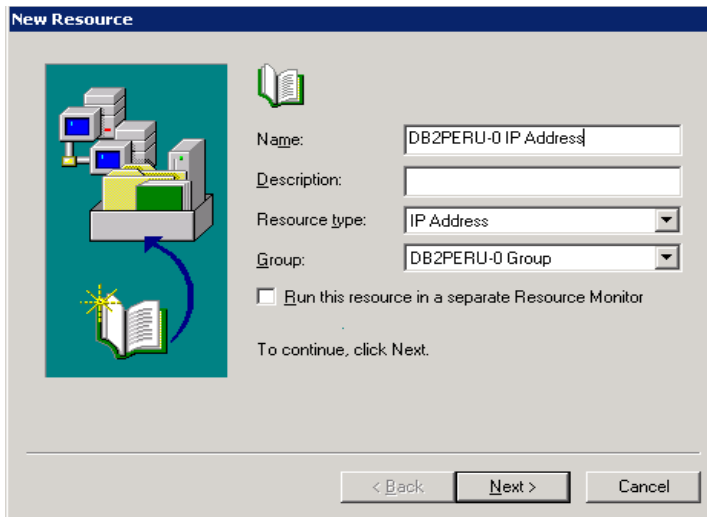 New Resource
Name: DB2PERU-0 IP Address
Description:
Resource type: IP Address
Group: DB2PERU-0 Group
Run this resource in a separate Resource Monitor
To continue, click Next.
< Back Next > Cancel